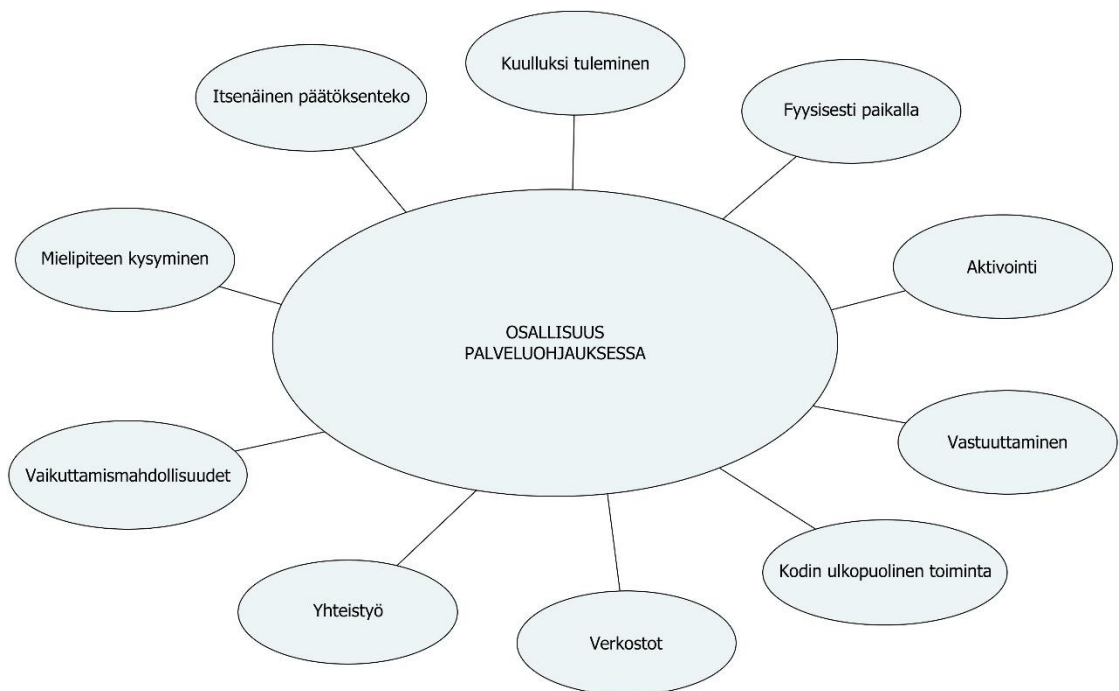 Kuulluksi tuleminen
Itsenäinen päätöksenteko
Fyysisesti paikalla
Mielipiteen kysyminen
Aktivointi
OSALLISUUS
PALVELUOHJAUKSESSA
Vaikuttamismahdollisuudet
Vastuuttaminen
Kodin ulkopuolinen toiminta
Yhteistyö
Verkostot